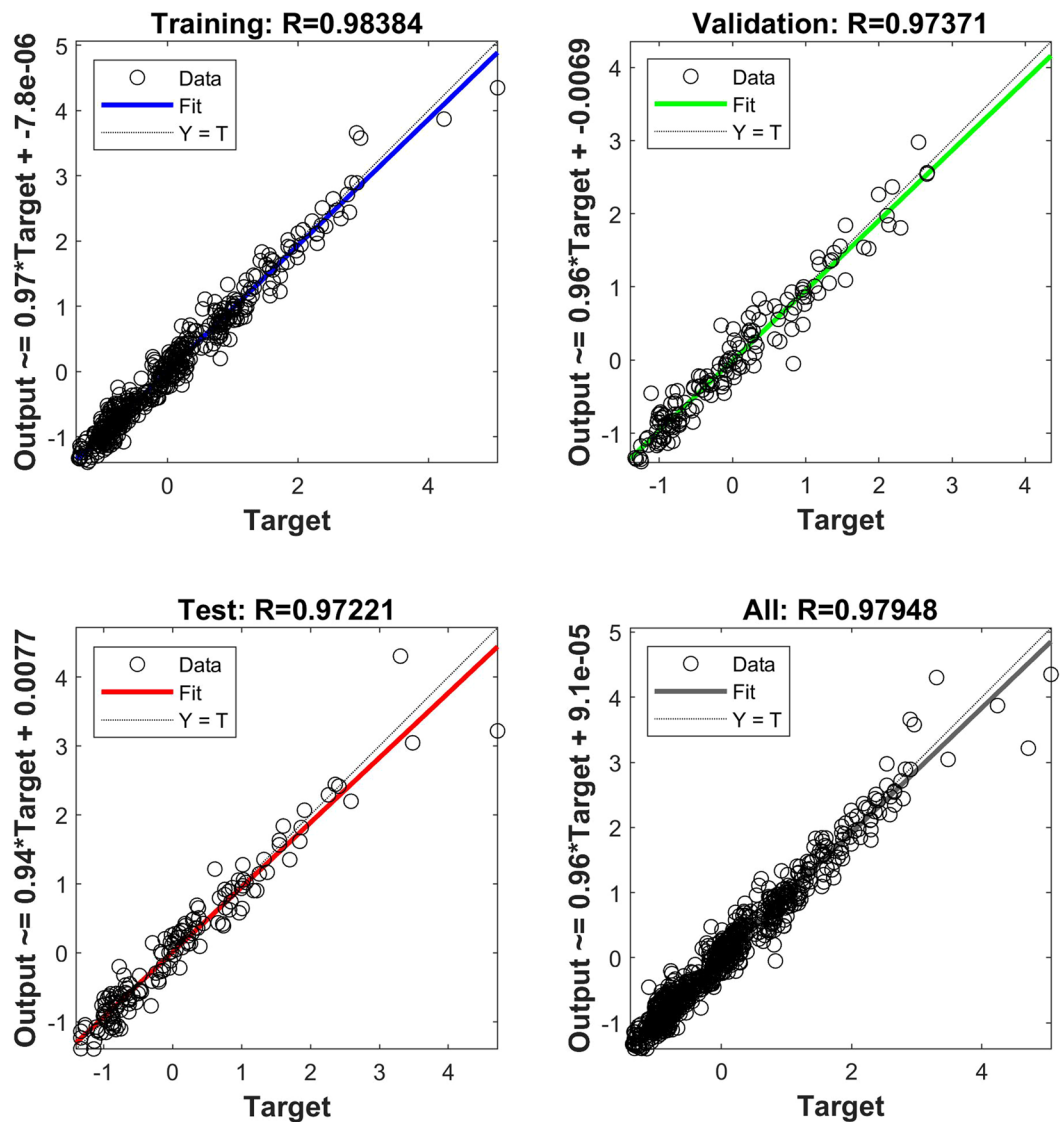 Training: R=0.98384
Output ~= 0.97*Target + -7.8e-06
5
4
3
2
1
0
-1
Data
Fit
Y = T
0
2
4
Target
Validation: R=0.97371
Output ~= 0.96*Target + -0.0069
4
3
2
1
0
-1
Data
Fit
Y = T
-1
0
1
2
3
4
Target
Test: R=0.97221
Output ~= 0.94*Target + 0.0077
4
3
2
1
0
-1
Data
Fit
Y = T
-1
0
1
2
3
4
Target
All: R=0.97948
Output ~= 0.96*Target + 9.1e-05
5
4
3
2
1
0
-1
Data
Fit
Y = T
0
2
4
Target